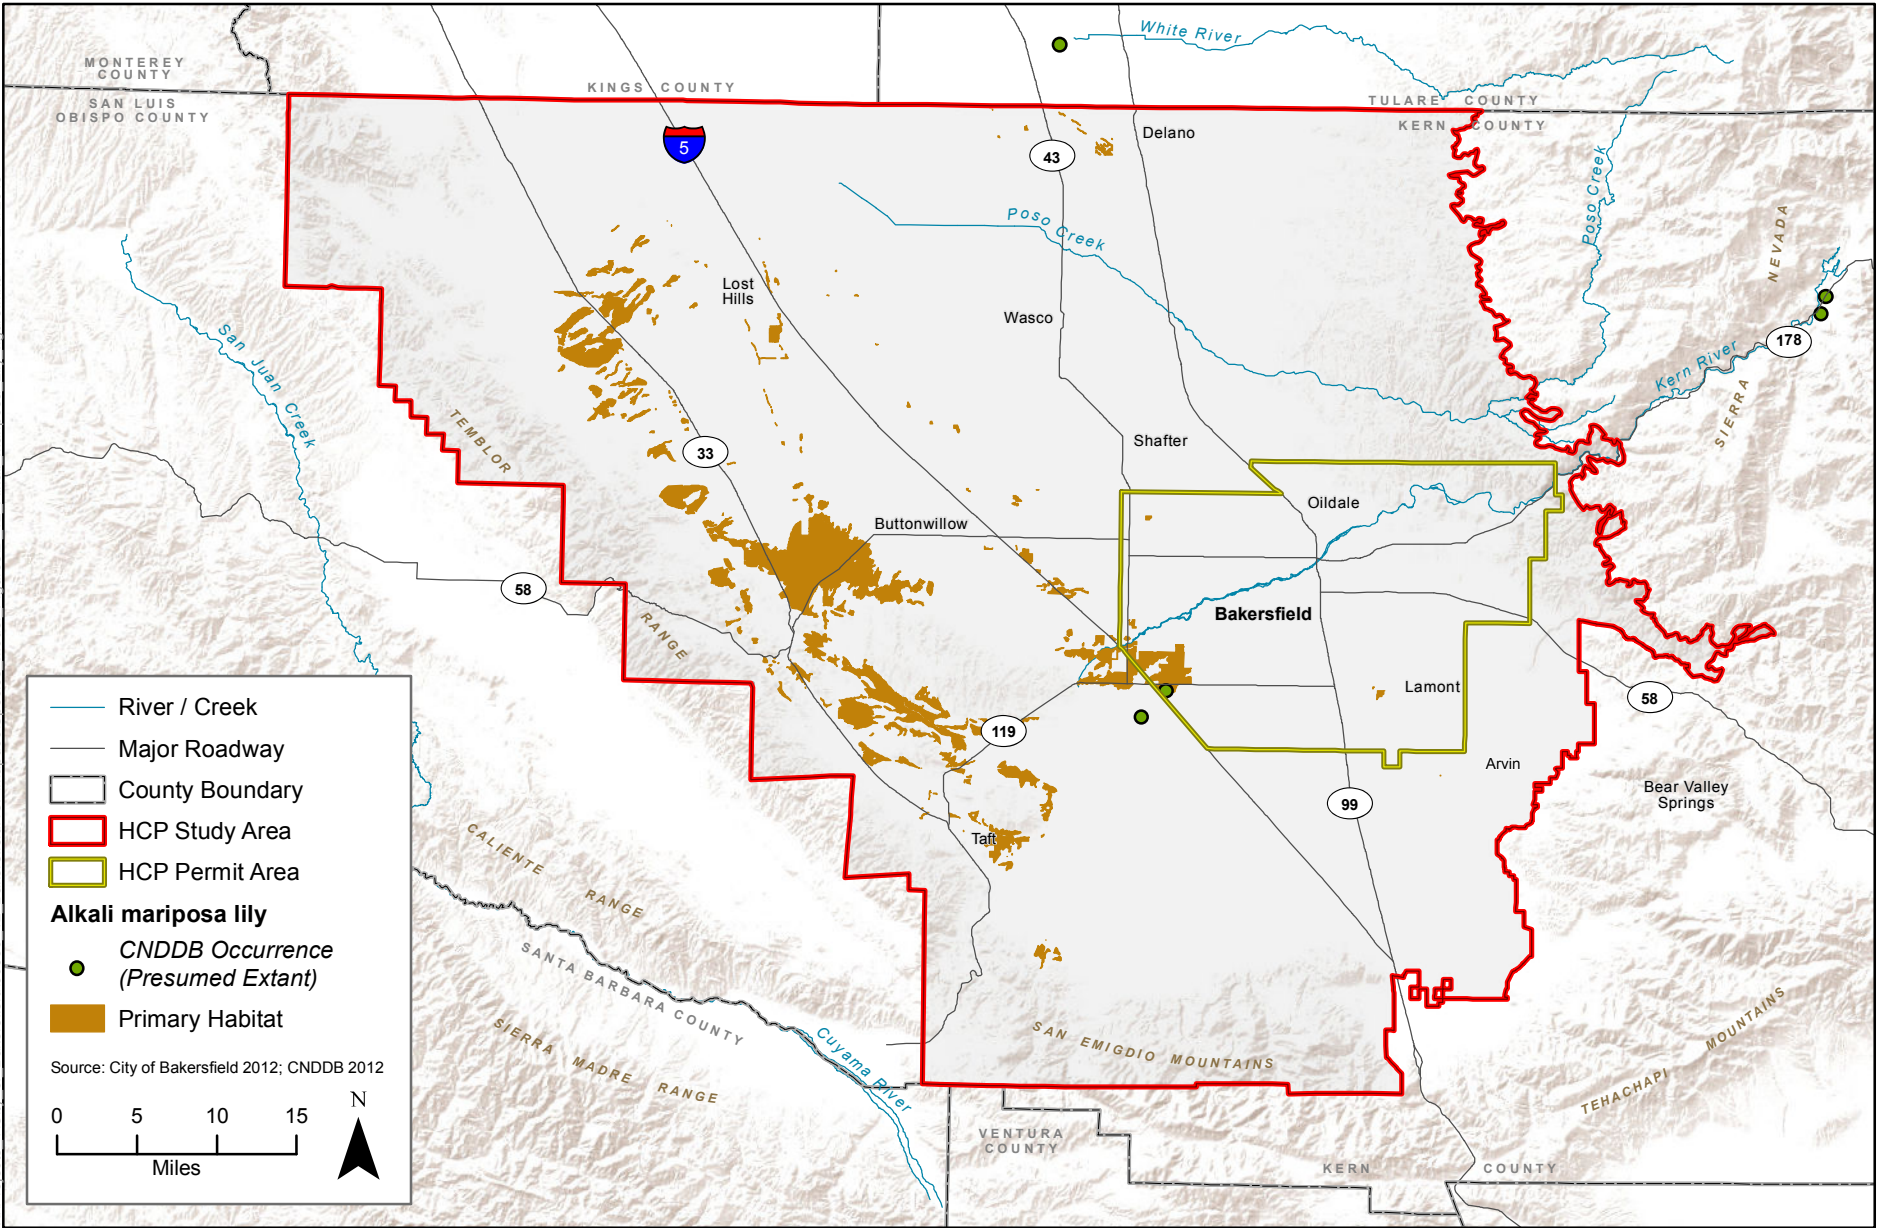 White River
MONTEREY
COUNTY
SAN LUIS
OBISPO COUNTY
KINGS COUNTY
TULARE COUNTY
KERN COUNTY
5
43
Delano
Poso Creek
Poso Creek
NEVADA
SIERRA
Lost
Hills
Wasco
178
Kern River
San Juan Creek
TEMBLOR
RANGE
33
Shafter
Oildale
Buttonwillow
58
Bakersfield
Lamont
58
119
Arvin
Bear Valley
Springs
99
Taft
CALIENTE RANGE
SANTA BARBARA COUNTY
SIERRA MADRE RANGE
Cuyama River
SAN EMIGDIO MOUNTAINS
TEHACHAPI MOUNTAINS
VENTURA
COUNTY
KERN COUNTY
River / Creek
Major Roadway
County Boundary
HCP Study Area
HCP Permit Area
Alkali mariposa lily
CNDDB Occurrence
(Presumed Extant)
Primary Habitat
Source: City of Bakersfield 2012; CNDDB 2012
0 5 10 15
Miles
N